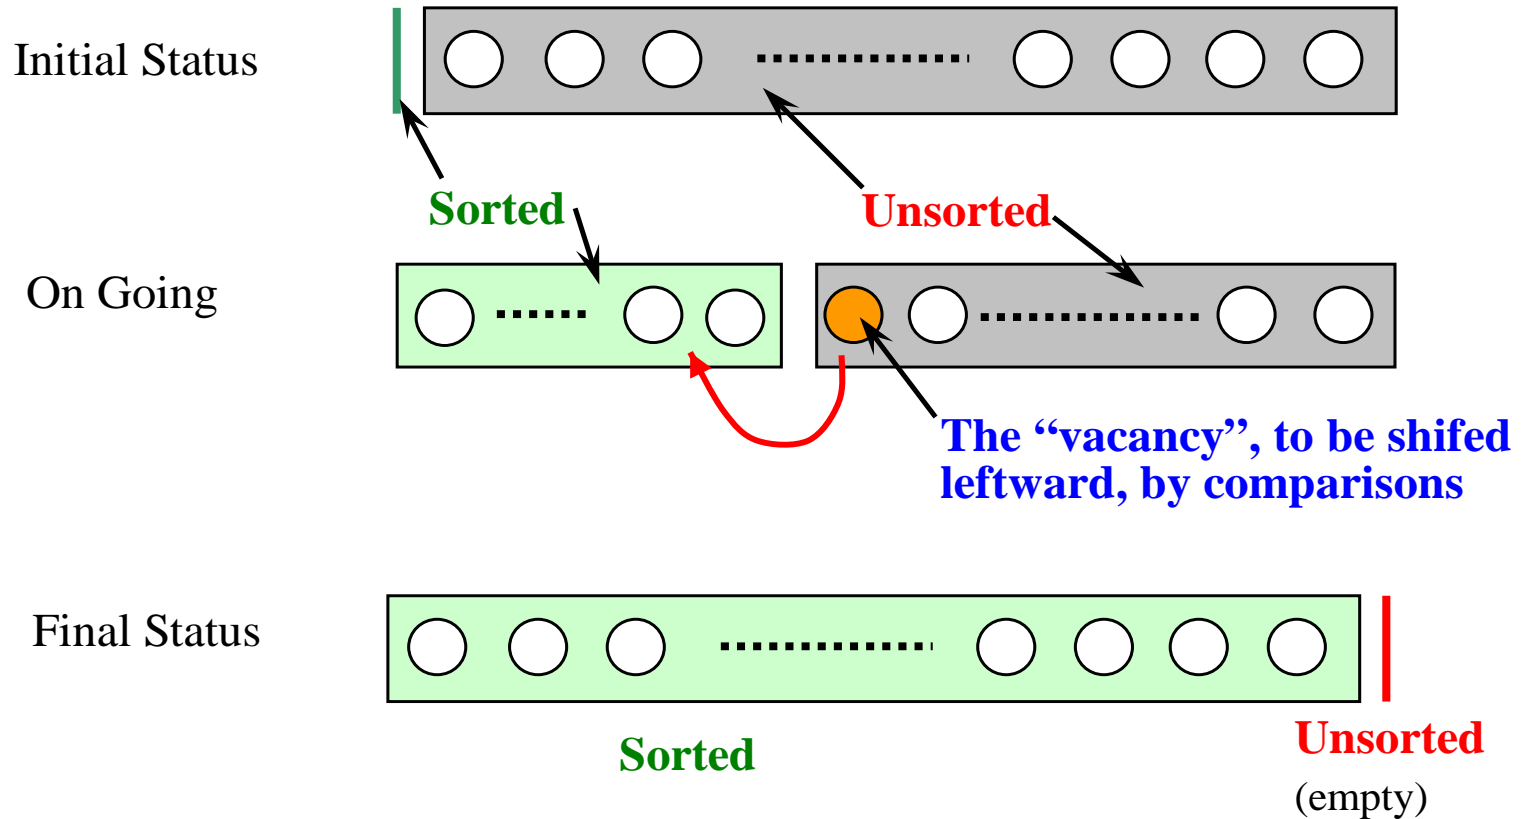 Initial Status
Sorted
Unsorted
On Going
The “vacancy”, to be shifed
leftward, by comparisons
Final Status
Sorted
Unsorted
(empty)